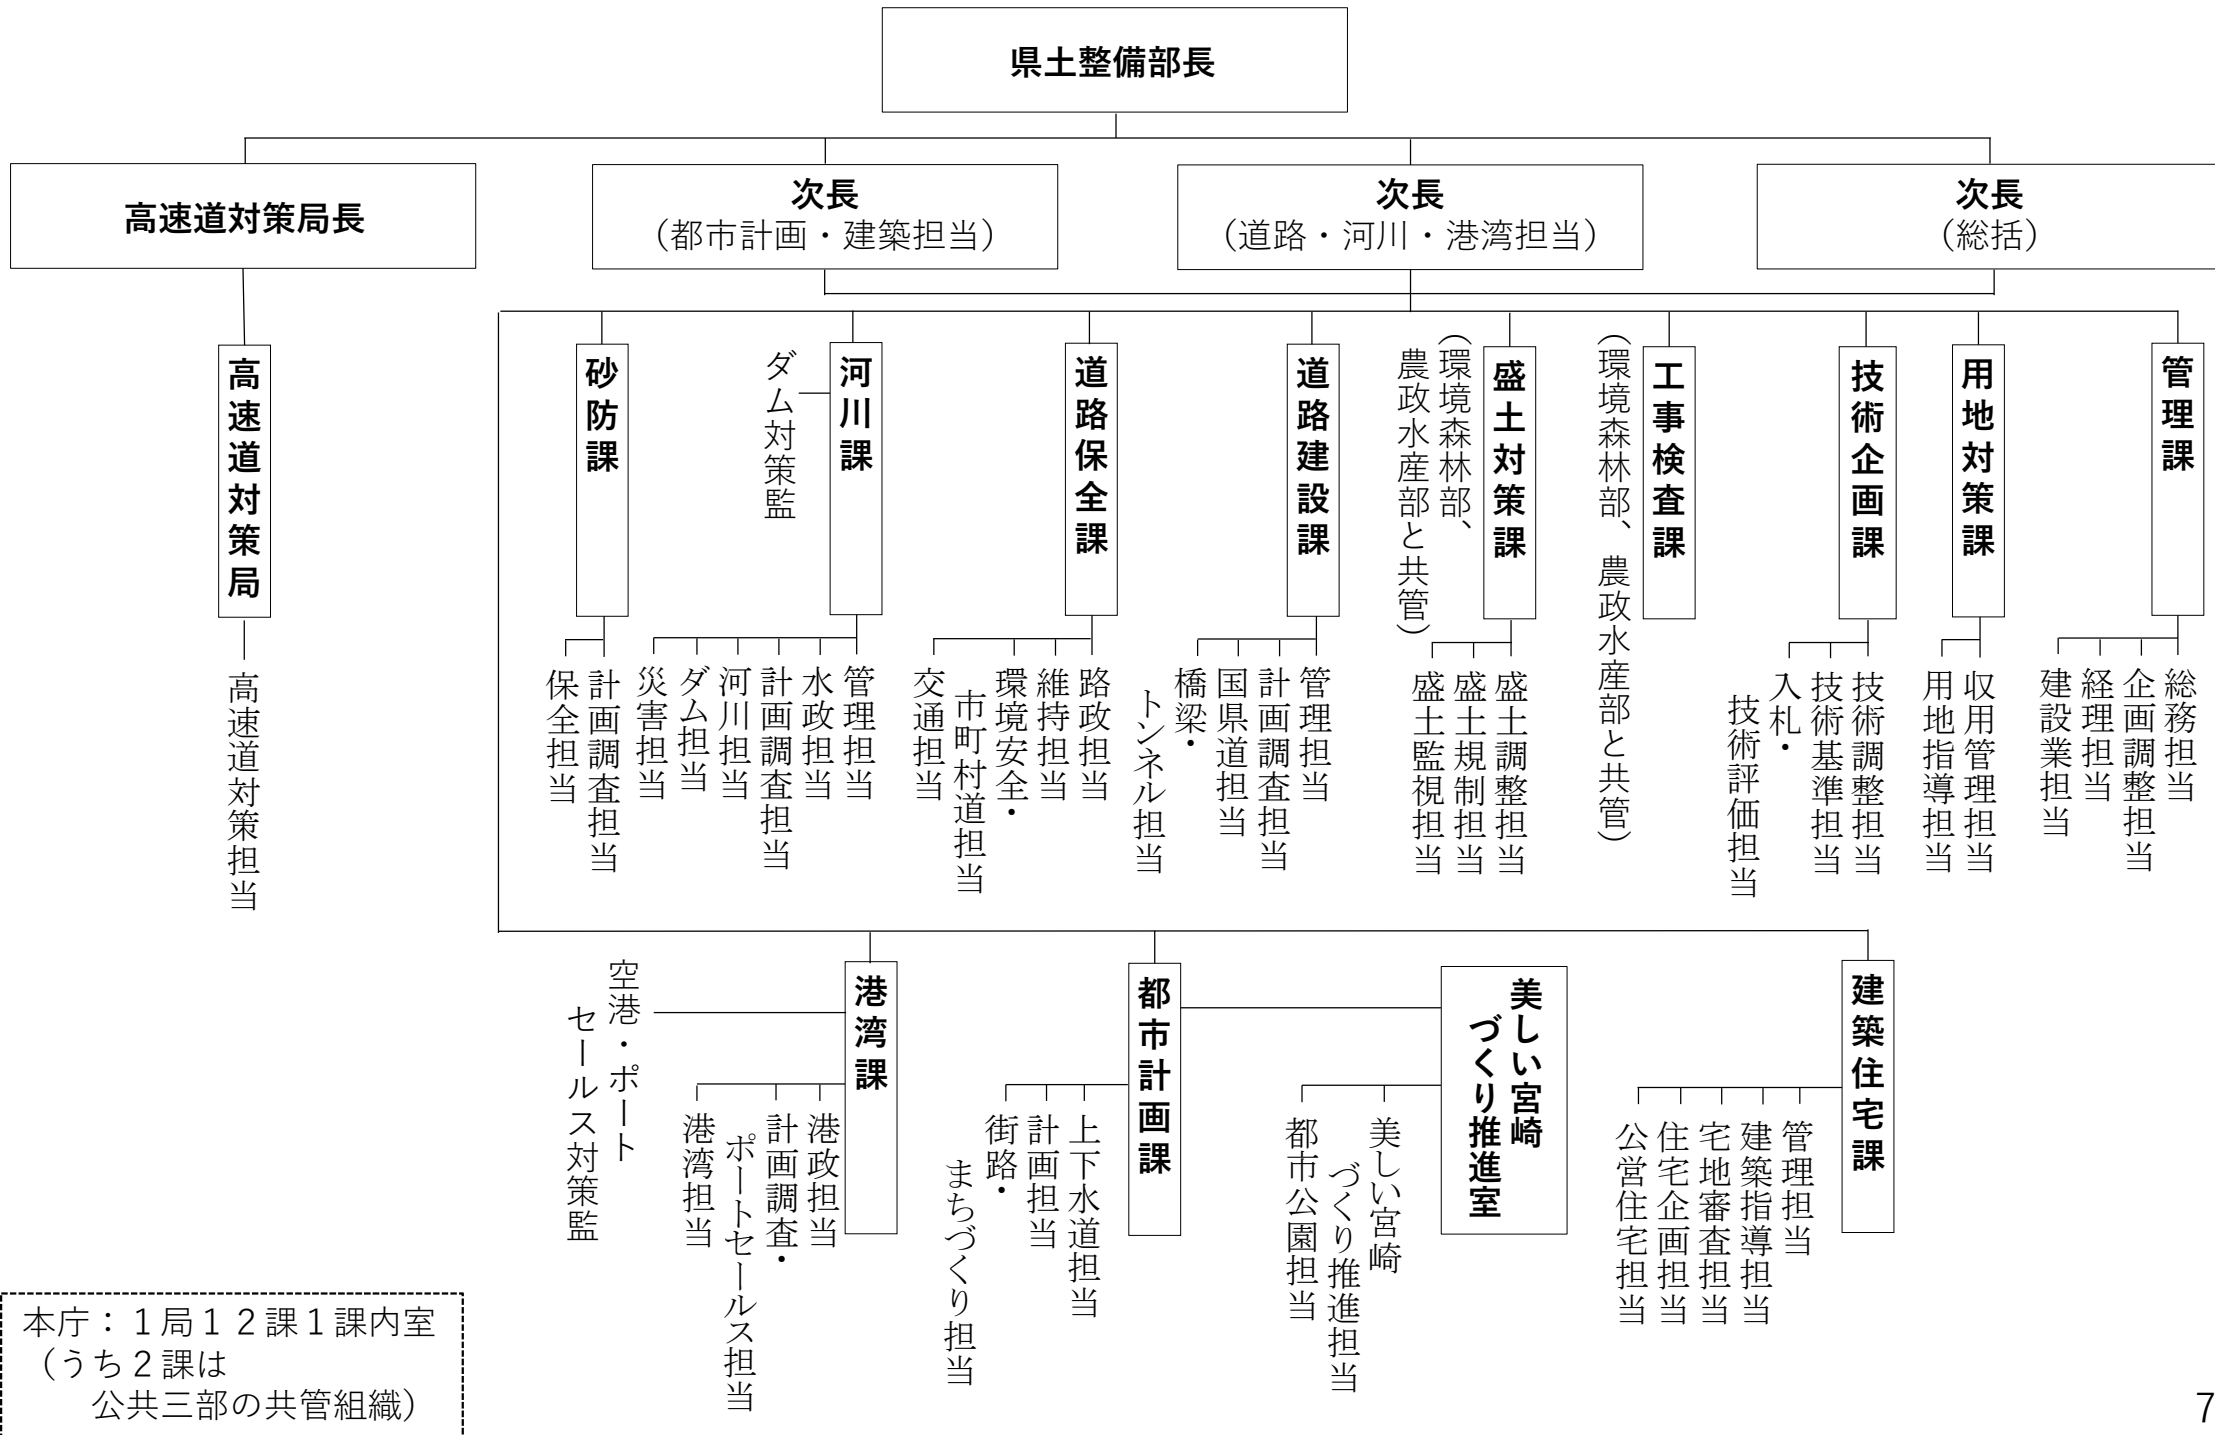 県土整備部長
高速道対策局長
次長
（都市計画・建築担当）
次長
（道路・河川・港湾担当）
次長
（総括）
管理課
総務担当
企画調整担当
経理担当
建設業担当
用地対策課
収用管理担当
用地指導担当
技術企画課
技術調整担当
技術基準担当
入札・
技術評価担当
工事検査課
（環境森林部、農政水産部と共管）
盛土対策課
（環境森林部、
農政水産部と共管）
盛土調整担当
盛土規制担当
盛土監視担当
道路建設課
管理担当
計画調査担当
国県道担当
橋梁・
トンネル担当
道路保全課
路政担当
維持担当
環境安全・
市町村道担当
交通担当
河川課
ダム対策監
管理担当
水政担当
計画調査担当
河川担当
ダム担当
災害担当
砂防課
計画調査担当
保全担当
高速道対策局
高速道対策担当
建築住宅課
管理担当
建築指導担当
宅地審査担当
住宅企画担当
公営住宅担当
美しい宮崎
づくり推進室
美しい宮崎
づくり推進担当
都市公園担当
都市計画課
上下水道担当
計画担当
街路・
まちづくり担当
港湾課
空港・ポート
セールス対策監
港政担当
計画調査・
ポートセールス担当
港湾担当
本庁：１局１２課１課内室
（うち２課は
公共三部の共管組織）
7